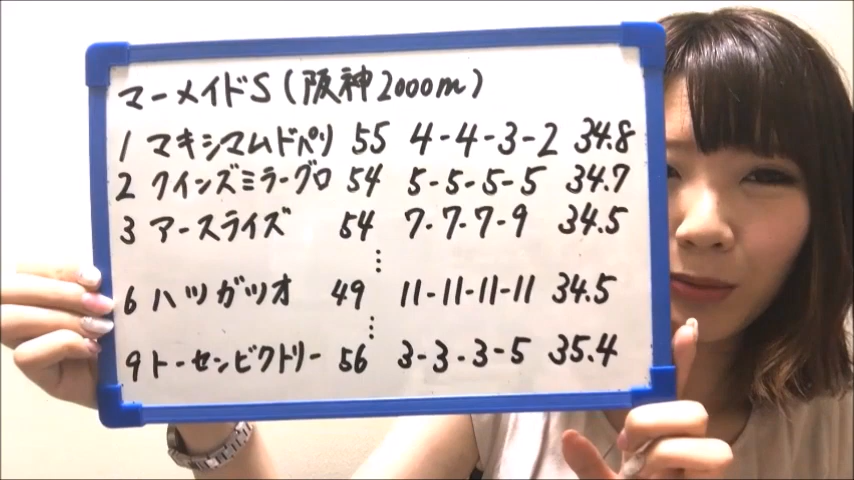 マーメイドS(阪神2000m)
1 マキシマムドパリ 55 4-4-3-2 34.8
2 クインズミラーグロ 54 5-5-5-5 34.7
3 アースライズ 54 7-7-7-9 34.5
⋮
6 ハツガツオ 49 11-11-11-11 34.5
⋮
9 トーセンビクトリー 56 3-3-3-5 35.4